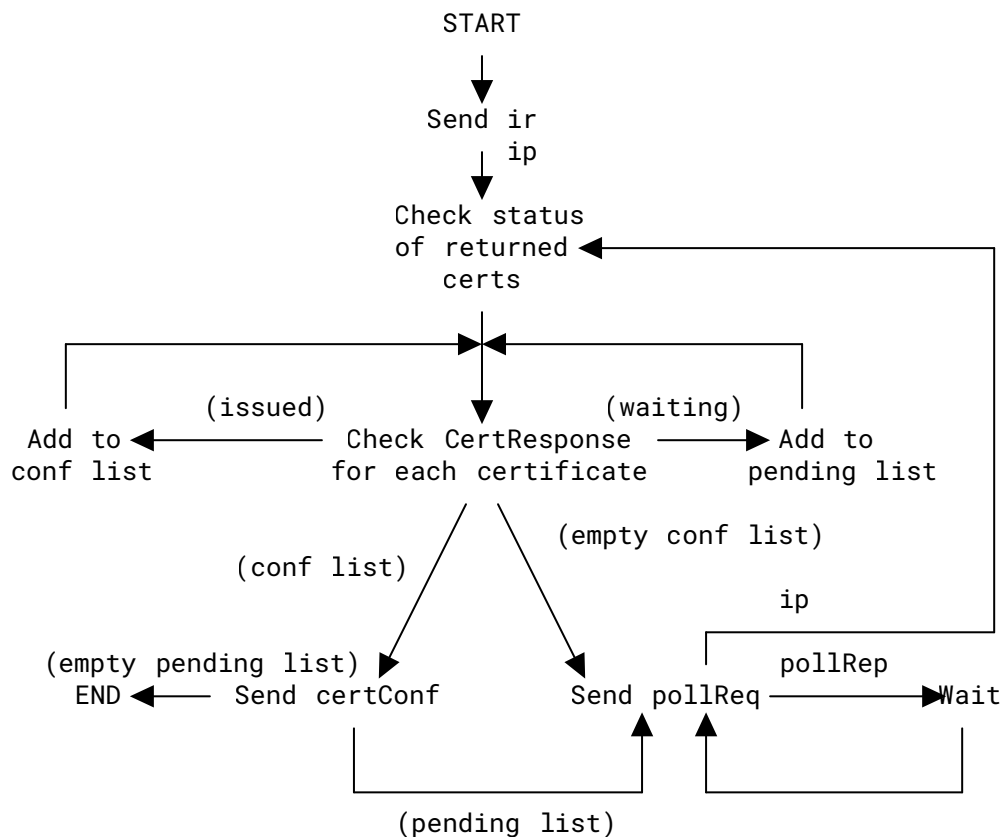 START
Send ir
ip
Check status
of returned
certs
(issued)
(waiting)
Add to
conf list
Check CertResponse
for each certificate
Add to
pending list
(empty conf list)
(conf list)
ip
(empty pending list)
pollRep
END
Send certConf
Send pollReq
Wait
(pending list)